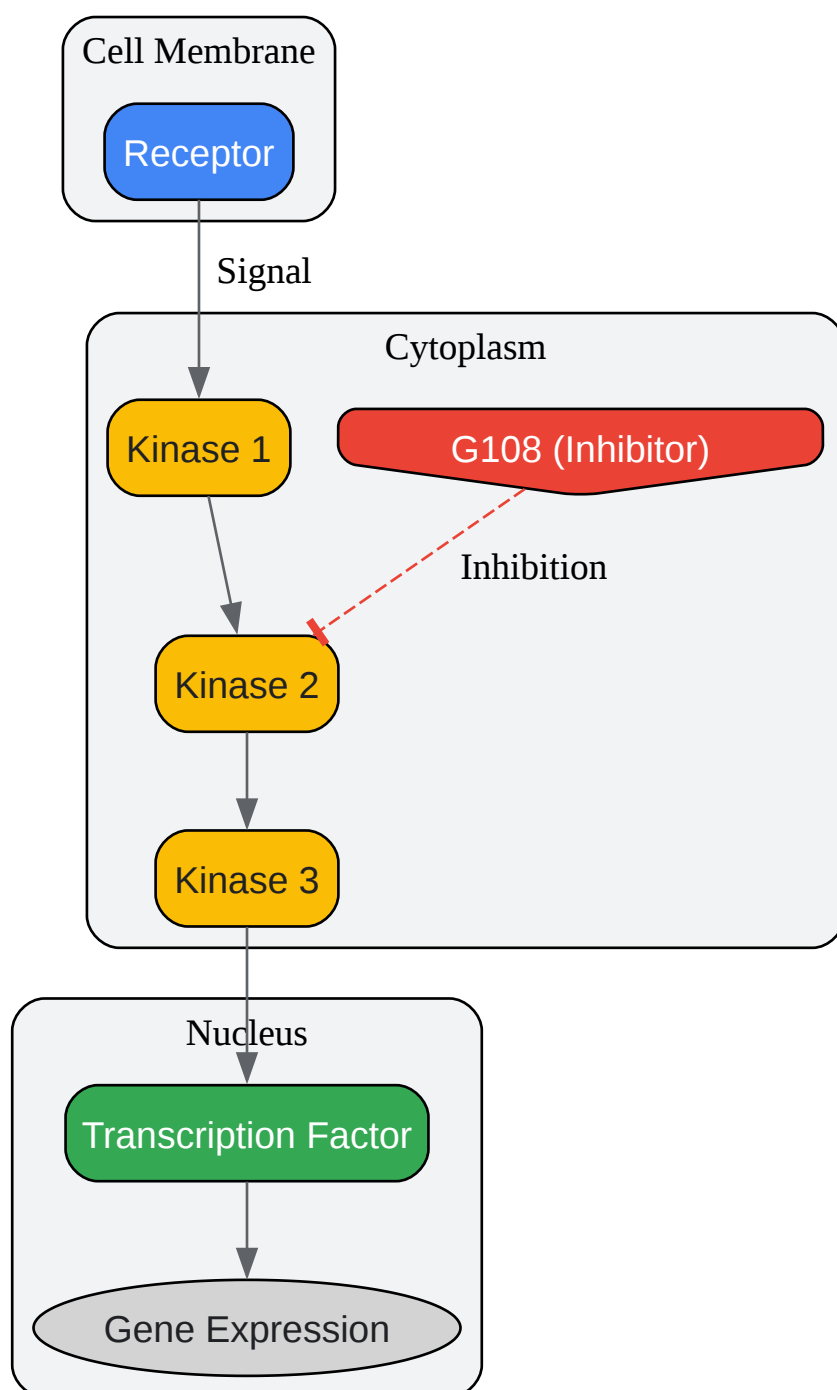 Cell Membrane
Receptor
Signal
Cytoplasm
Kinase 1
G108 (Inhibitor)
Inhibition
Kinase 2
Kinase 3
Nucleus
Transcription Factor
Gene Expression